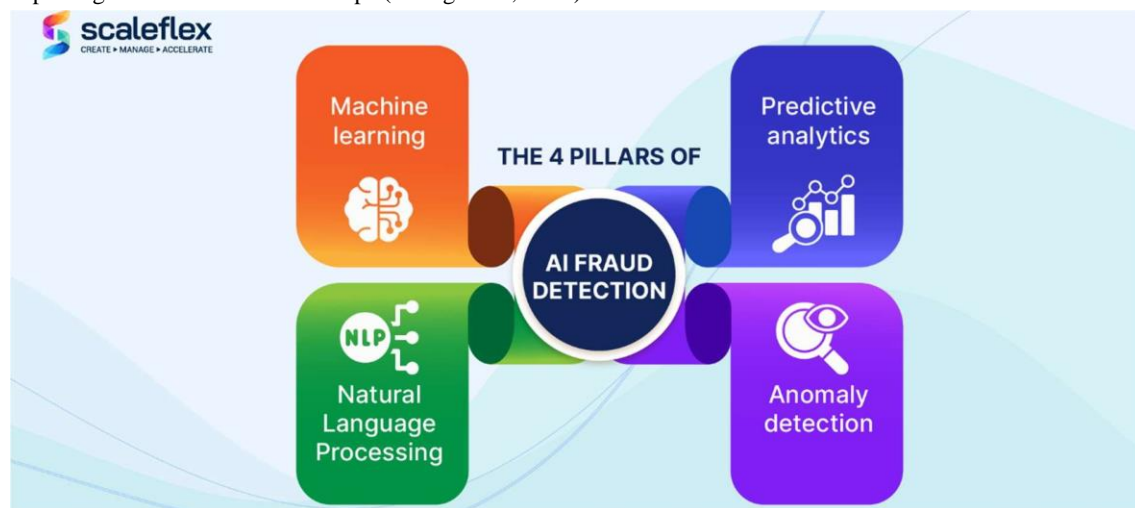 scaleflex
CREATE ▸ MANAGE ▸ ACCELERATE
Machine
learning
THE 4 PILLARS OF
AI FRAUD
DETECTION
Predictive
analytics
NLP
Natural
Language
Processing
Anomaly
detection